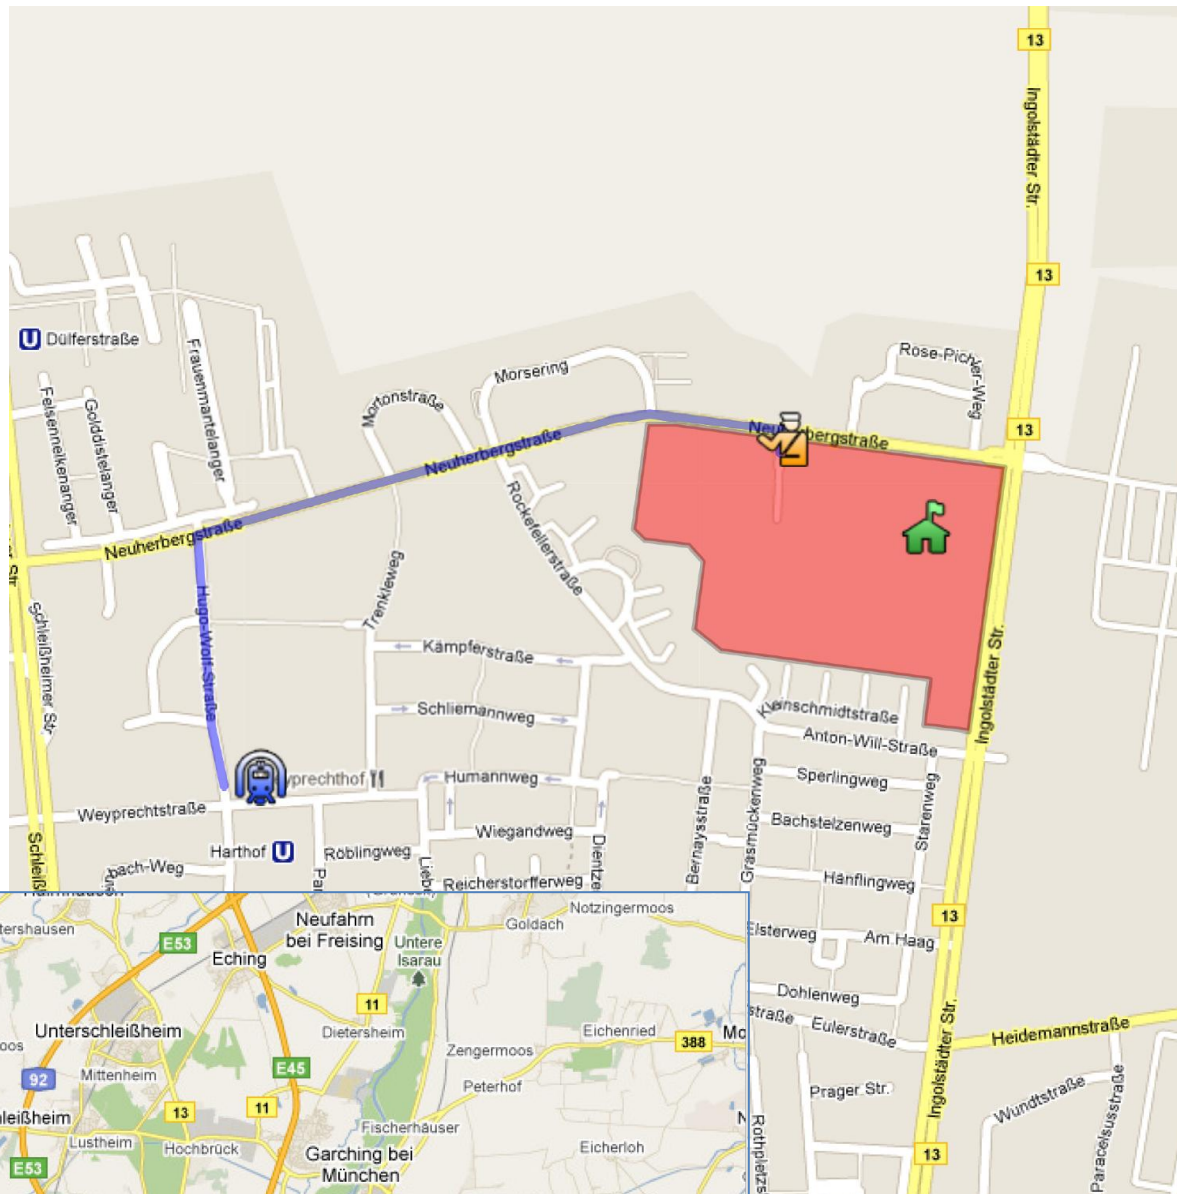 13
Ingolstädter Str.
13
Dülferstraße
Frauenmantelanger
Felsennelkenanger
Golddistelanger
Mortonstraße
Morsering
Rose-Pichler-Weg
13
Neuherbergstraße
Neuherbergstraße
Rockefellerstraße
Neuherbergstraße
Trenkleweg
Hugo-Wolf-Straße
Schleißheimer Str.
Kämpferstraße
Ingolstädter Str.
Schliemannweg
Kleinschmidtstraße
Anton-Will-Straße
Humannweg
Sperlingweg
Weyprechtstraße
Bernaysstraße
Grasmückenweg
Starenweg
Wiegandweg
Bachstelzenweg
Harthof U
Röblingweg
bach-Weg
Reicherstorfferweg
Hänflingweg
13
Elsterweg
Am Haag
Dohlenweg
Eulerstraße
Ingolstädter Str.
Heidemannstraße
Prager Str.
Wundtstraße
Paracelsusstraße
13
Neufahrn
bei Freising
Notzingermoos
Goldach
E53
Eching
Untere
Isarau
11
Unterschleißheim
Dietersheim
Eichenried
388
Zengermoos
92
Mittenheim
E45
Peterhof
13
11
Fischerhäuser
Lustheim
Hochbrück
Eicherloh
E53
Garching bei
München